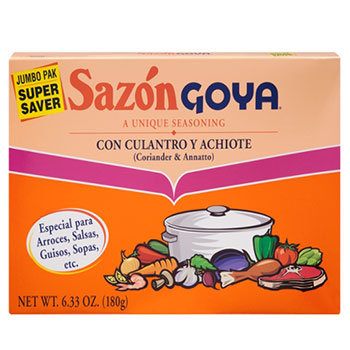 JUMBO PAK
SUPER
SAVER
Sazón GOYA®
A UNIQUE SEASONING
CON CULANTRO Y ACHIOTE
(Coriander & Annatto)
Especial para
Arroces, Salsas,
Guisos, Sopas,
etc.
NET WT. 6.33 OZ. (180g)